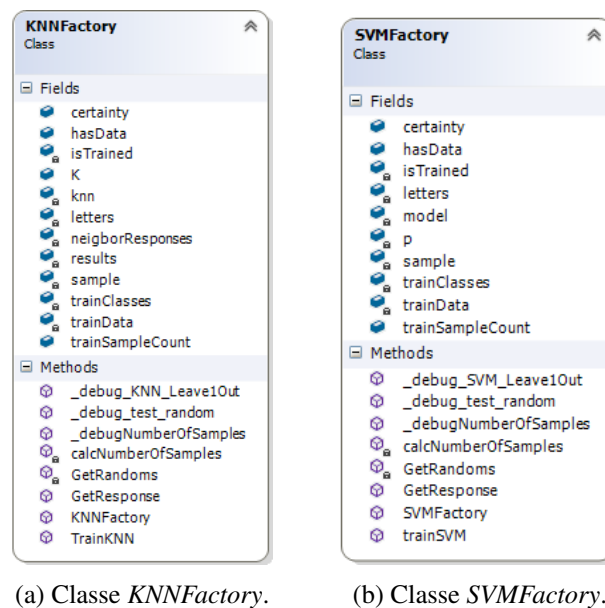 KNNFactory
Class
Fields
certainty
hasData
isTrained
K
knn
letters
neigborResponses
results
sample
trainClasses
trainData
trainSampleCount
Methods
_debug_KNN_Leave1Out
_debug_test_random
_debugNumberOfSamples
calcNumberOfSamples
GetRandoms
GetResponse
KNNFactory
TrainKNN
(a) Classe KNNFactory.
SVMFactory
Class
Fields
certainty
hasData
isTrained
letters
model
p
sample
trainClasses
trainData
trainSampleCount
Methods
_debug_SVM_Leave1Out
_debug_test_random
_debugNumberOfSamples
calcNumberOfSamples
GetRandoms
GetResponse
SVMFactory
trainSVM
(b) Classe SVMFactory.